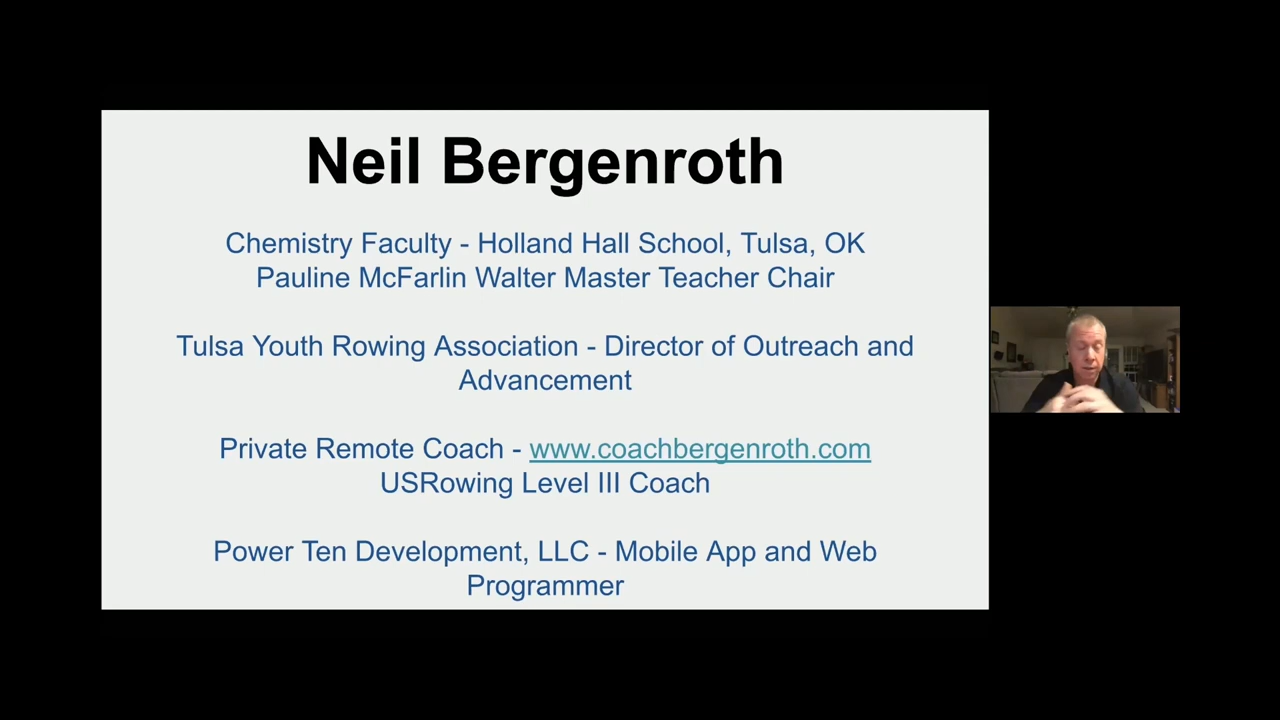 Neil Bergenroth
Chemistry Faculty - Holland Hall School, Tulsa, OK
Pauline McFarlin Walter Master Teacher Chair
Tulsa Youth Rowing Association - Director of Outreach and
Advancement
Private Remote Coach - www.coachbergenroth.com
USRowing Level III Coach
Power Ten Development, LLC - Mobile App and Web
Programmer